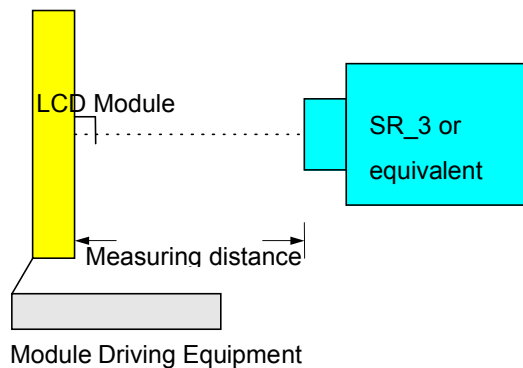 LCD Module
SR_3 or
equivalent
Measuring distance
Module Driving Equipment